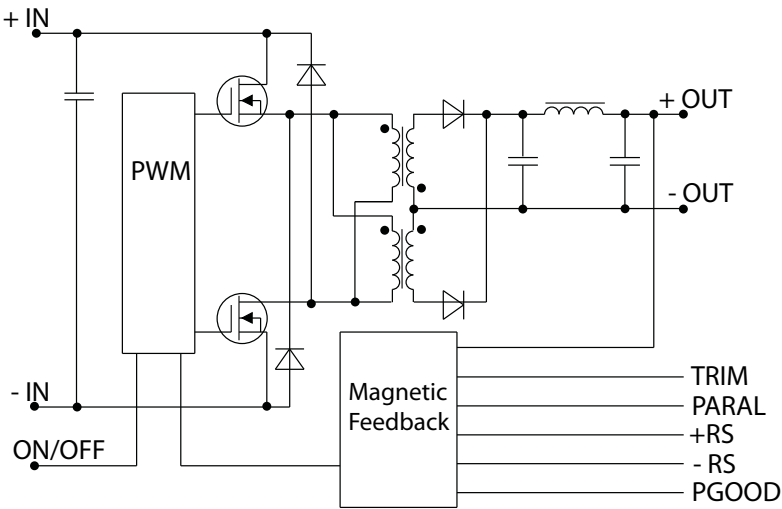 + IN
+ OUT
PWM
- OUT
- IN
ON/OFF
Magnetic
Feedback
TRIM
PARAL
+RS
- RS
PGOOD